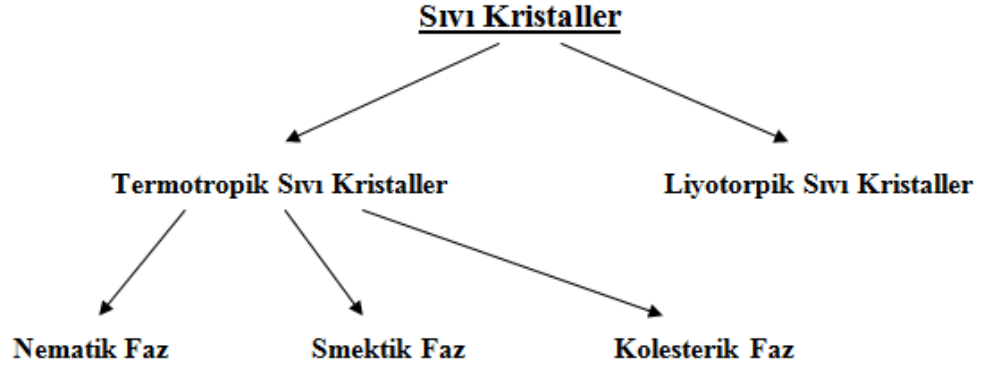 Sıvı Kristaller
Termotropik Sıvı Kristaller
Liyotorpik Sıvı Kristaller
Nematik Faz
Smektik Faz
Kolesterik Faz